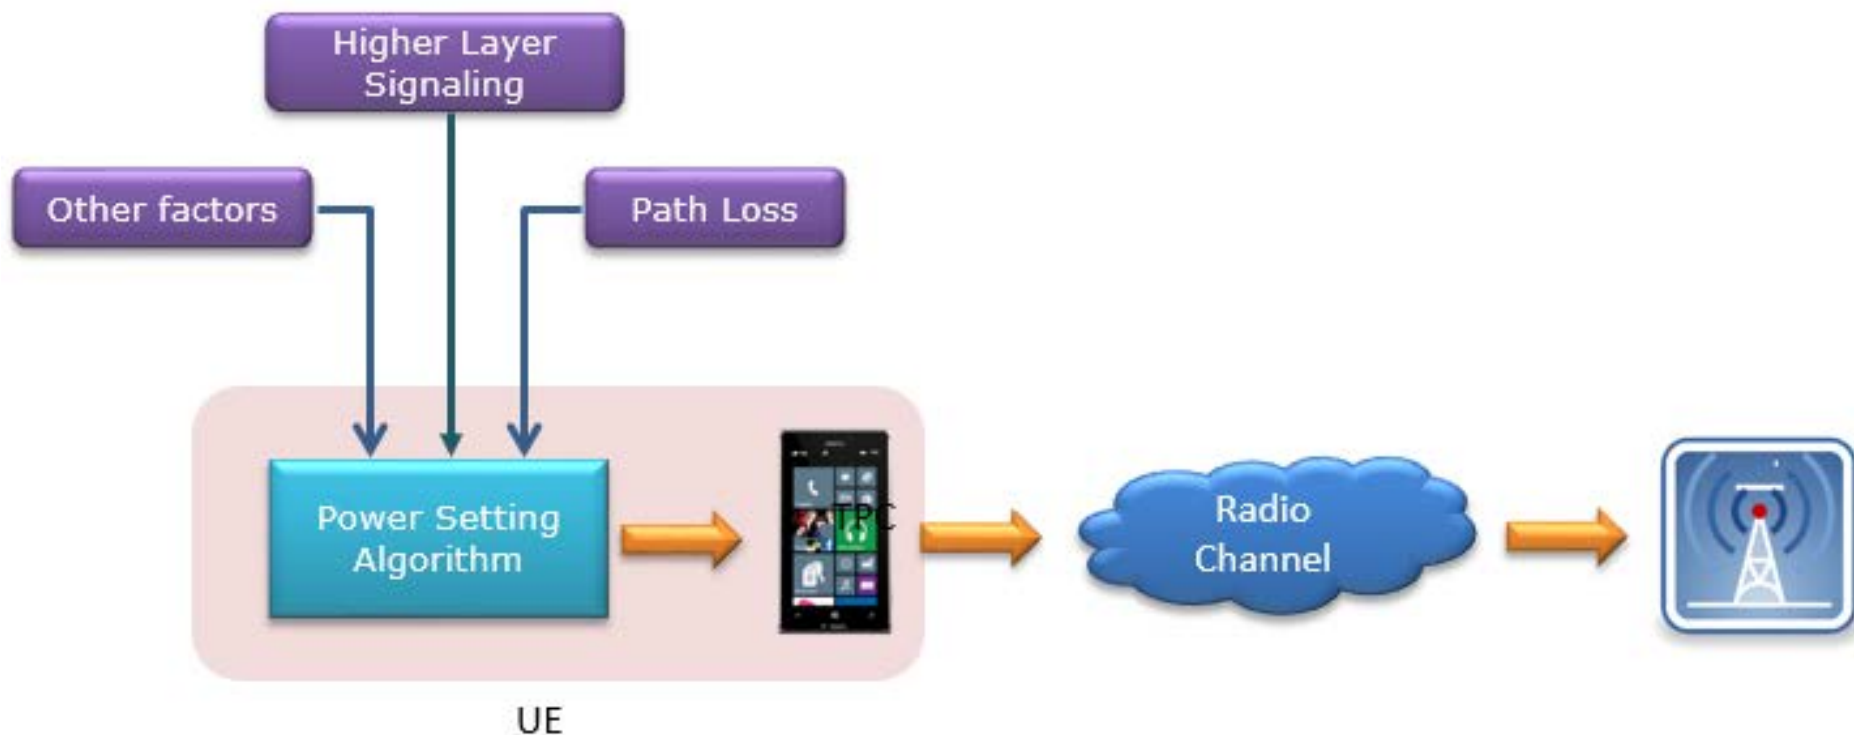 Higher Layer
Signaling
Other factors
Path Loss
Power Setting
Algorithm
TPC
Radio
Channel
UE